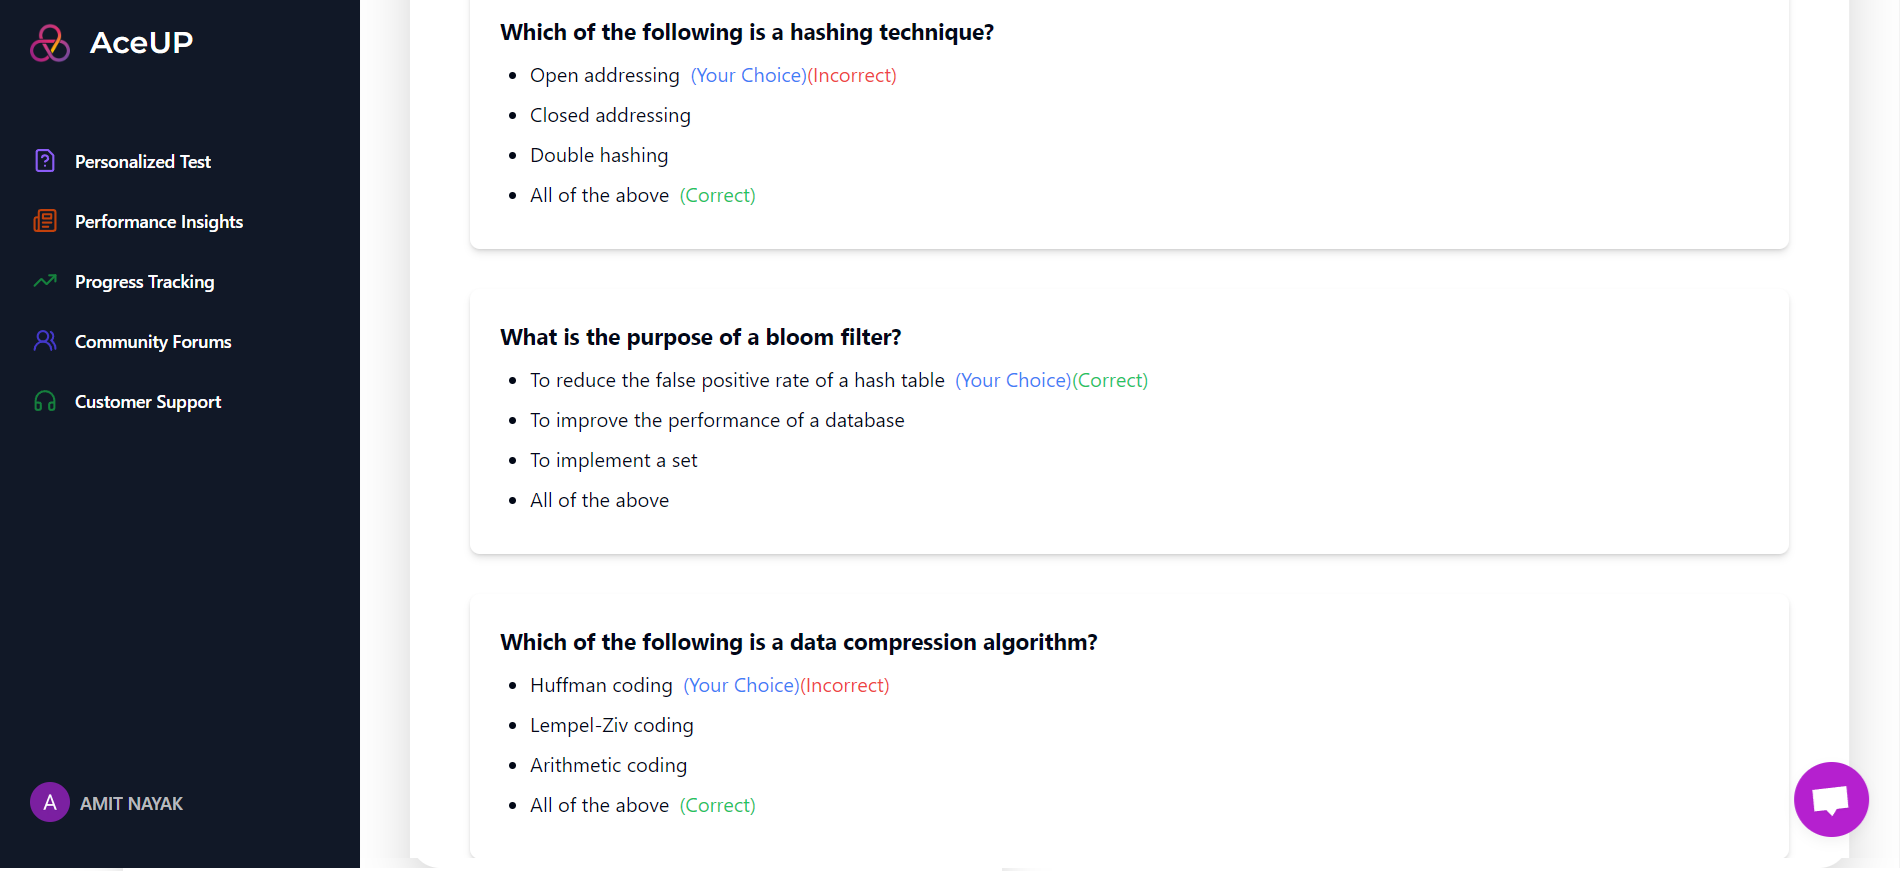 AceUP
Personalized Test
Performance Insights
Progress Tracking
Community Forums
Customer Support
A AMIT NAYAK
Which of the following is a hashing technique?
Open addressing (Your Choice)(Incorrect)
Closed addressing
Double hashing
All of the above (Correct)
What is the purpose of a bloom filter?
To reduce the false positive rate of a hash table (Your Choice)(Correct)
To improve the performance of a database
To implement a set
All of the above
Which of the following is a data compression algorithm?
Huffman coding (Your Choice)(Incorrect)
Lempel-Ziv coding
Arithmetic coding
All of the above (Correct)